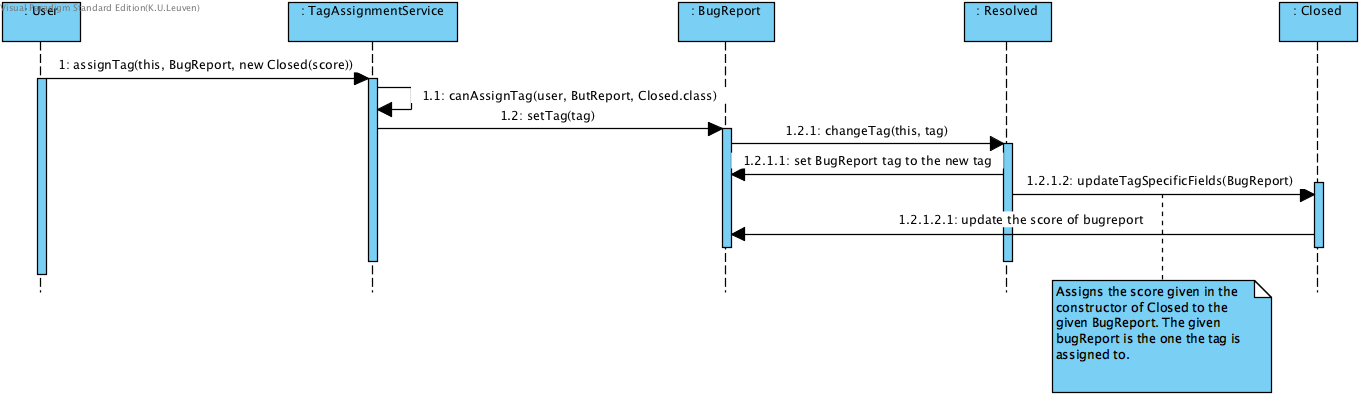 Visual Paradigm Standard Edition(K.U.Leuven)
: User
: TagAssignmentService
: BugReport
: Resolved
: Closed
1: assignTag(this, BugReport, new Closed(score))
1.1: canAssignTag(user, ButReport, Closed.class)
1.2: setTag(tag)
1.2.1: changeTag(this, tag)
1.2.1.1: set BugReport tag to the new tag
1.2.1.2: updateTagSpecificFields(BugReport)
1.2.1.2.1: update the score of bugreport
Assigns the score given in the
constructor of Closed to the
given BugReport. The given
bugReport is the one the tag is
assigned to.